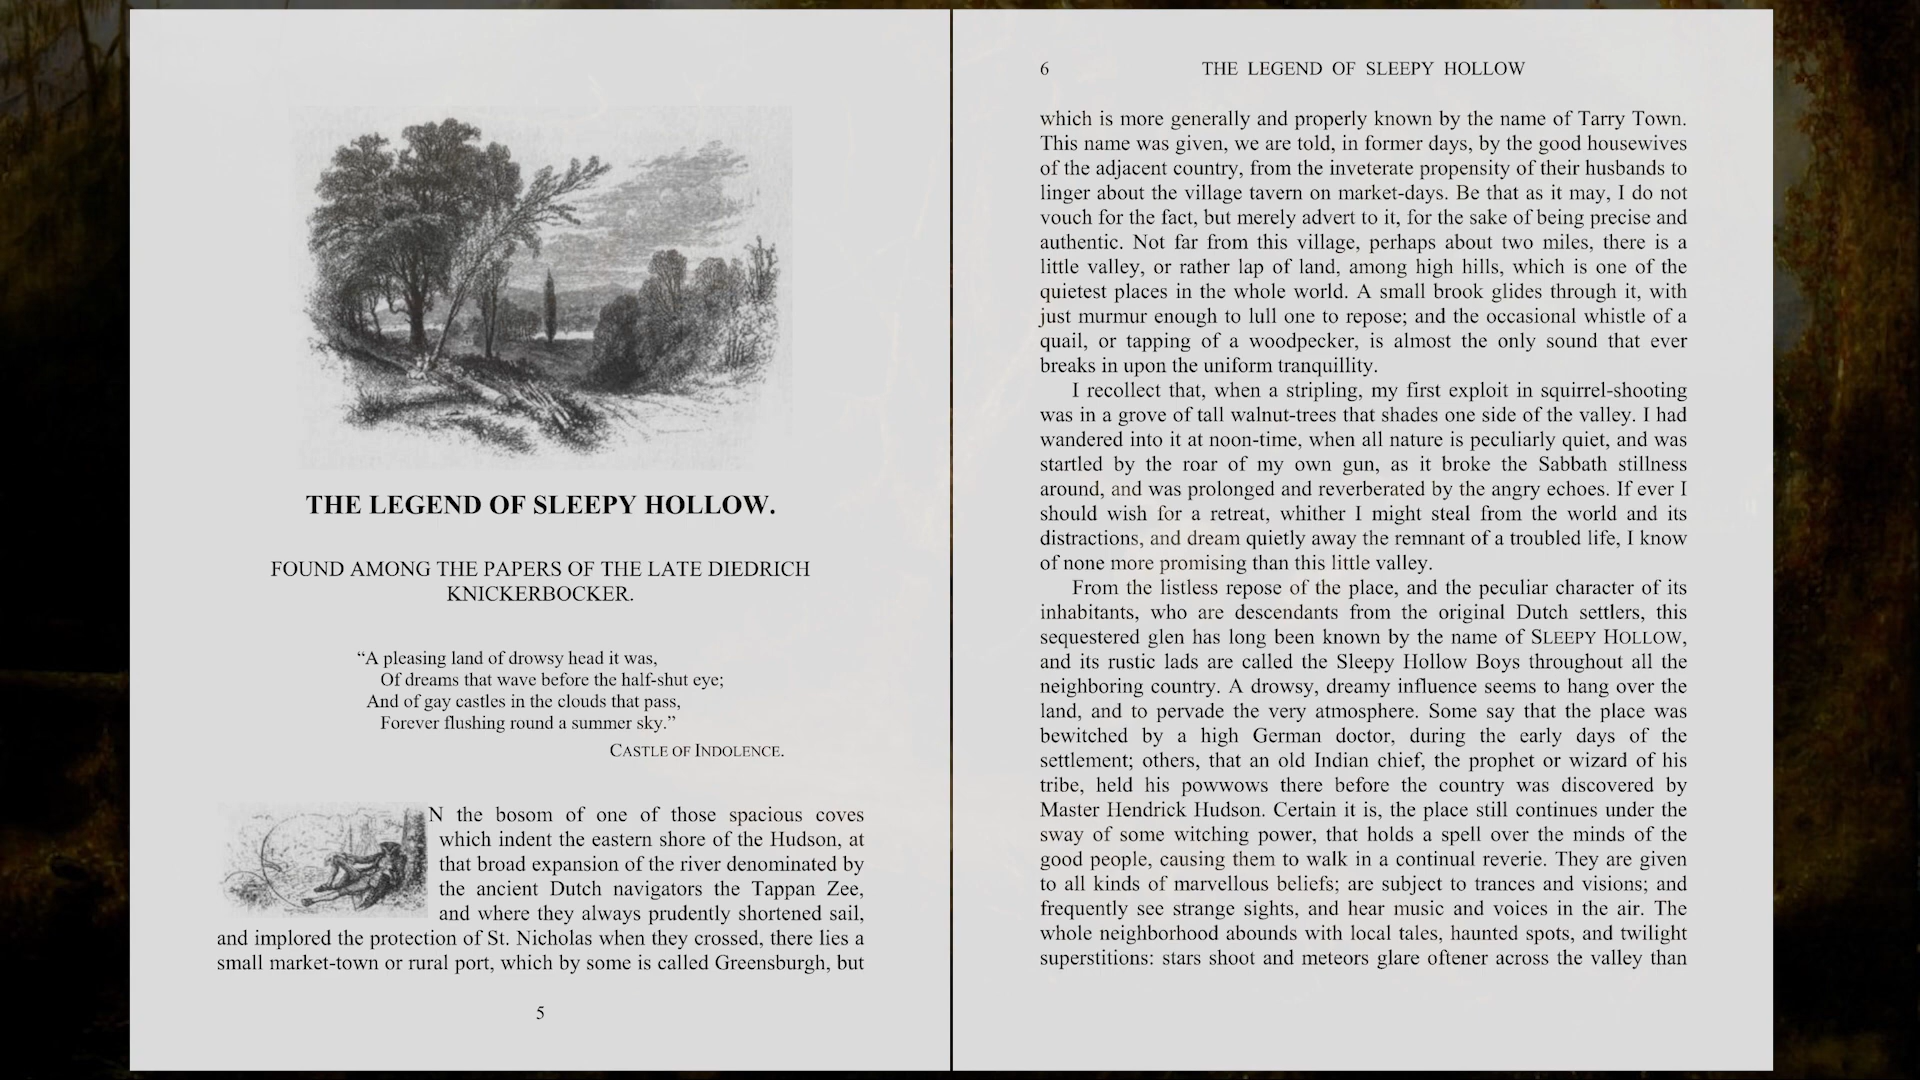 THE LEGEND OF SLEEPY HOLLOW.
FOUND AMONG THE PAPERS OF THE LATE DIEDRICH
KNICKERBOCKER.
“A pleasing land of drowsy head it was,
Of dreams that wave before the half-shut eye;
And of gay castles in the clouds that pass,
Forever flushing round a summer sky.”
CASTLE OF INDOLENCE.
N the bosom of one of those spacious coves
which indent the eastern shore of the Hudson, at
that broad expansion of the river denominated by
the ancient Dutch navigators the Tappan Zee,
and where they always prudently shortened sail,
and implored the protection of St. Nicholas when they crossed, there lies a
small market-town or rural port, which by some is called Greensburgh, but
5
6 THE LEGEND OF SLEEPY HOLLOW
which is more generally and properly known by the name of Tarry Town.
This name was given, we are told, in former days, by the good housewives
of the adjacent country, from the inveterate propensity of their husbands to
linger about the village tavern on market-days. Be that as it may, I do not
vouch for the fact, but merely advert to it, for the sake of being precise and
authentic. Not far from this village, perhaps about two miles, there is a
little valley, or rather lap of land, among high hills, which is one of the
quietest places in the whole world. A small brook glides through it, with
just murmur enough to lull one to repose; and the occasional whistle of a
quail, or tapping of a woodpecker, is almost the only sound that ever
breaks in upon the uniform tranquillity.
I recollect that, when a stripling, my first exploit in squirrel-shooting
was in a grove of tall walnut-trees that shades one side of the valley. I had
wandered into it at noon-time, when all nature is peculiarly quiet, and was
startled by the roar of my own gun, as it broke the Sabbath stillness
around, and was prolonged and reverberated by the angry echoes. If ever I
should wish for a retreat, whither I might steal from the world and its
distractions, and dream quietly away the remnant of a troubled life, I know
of none more promising than this little valley.
From the listless repose of the place, and the peculiar character of its
inhabitants, who are descendants from the original Dutch settlers, this
sequestered glen has long been known by the name of SLEEPY HOLLOW,
and its rustic lads are called the Sleepy Hollow Boys throughout all the
neighboring country. A drowsy, dreamy influence seems to hang over the
land, and to pervade the very atmosphere. Some say that the place was
bewitched by a high German doctor, during the early days of the
settlement; others, that an old Indian chief, the prophet or wizard of his
tribe, held his powwows there before the country was discovered by
Master Hendrick Hudson. Certain it is, the place still continues under the
sway of some witching power, that holds a spell over the minds of the
good people, causing them to walk in a continual reverie. They are given
to all kinds of marvellous beliefs; are subject to trances and visions; and
frequently see strange sights, and hear music and voices in the air. The
whole neighborhood abounds with local tales, haunted spots, and twilight
superstitions: stars shoot and meteors glare oftener across the valley than